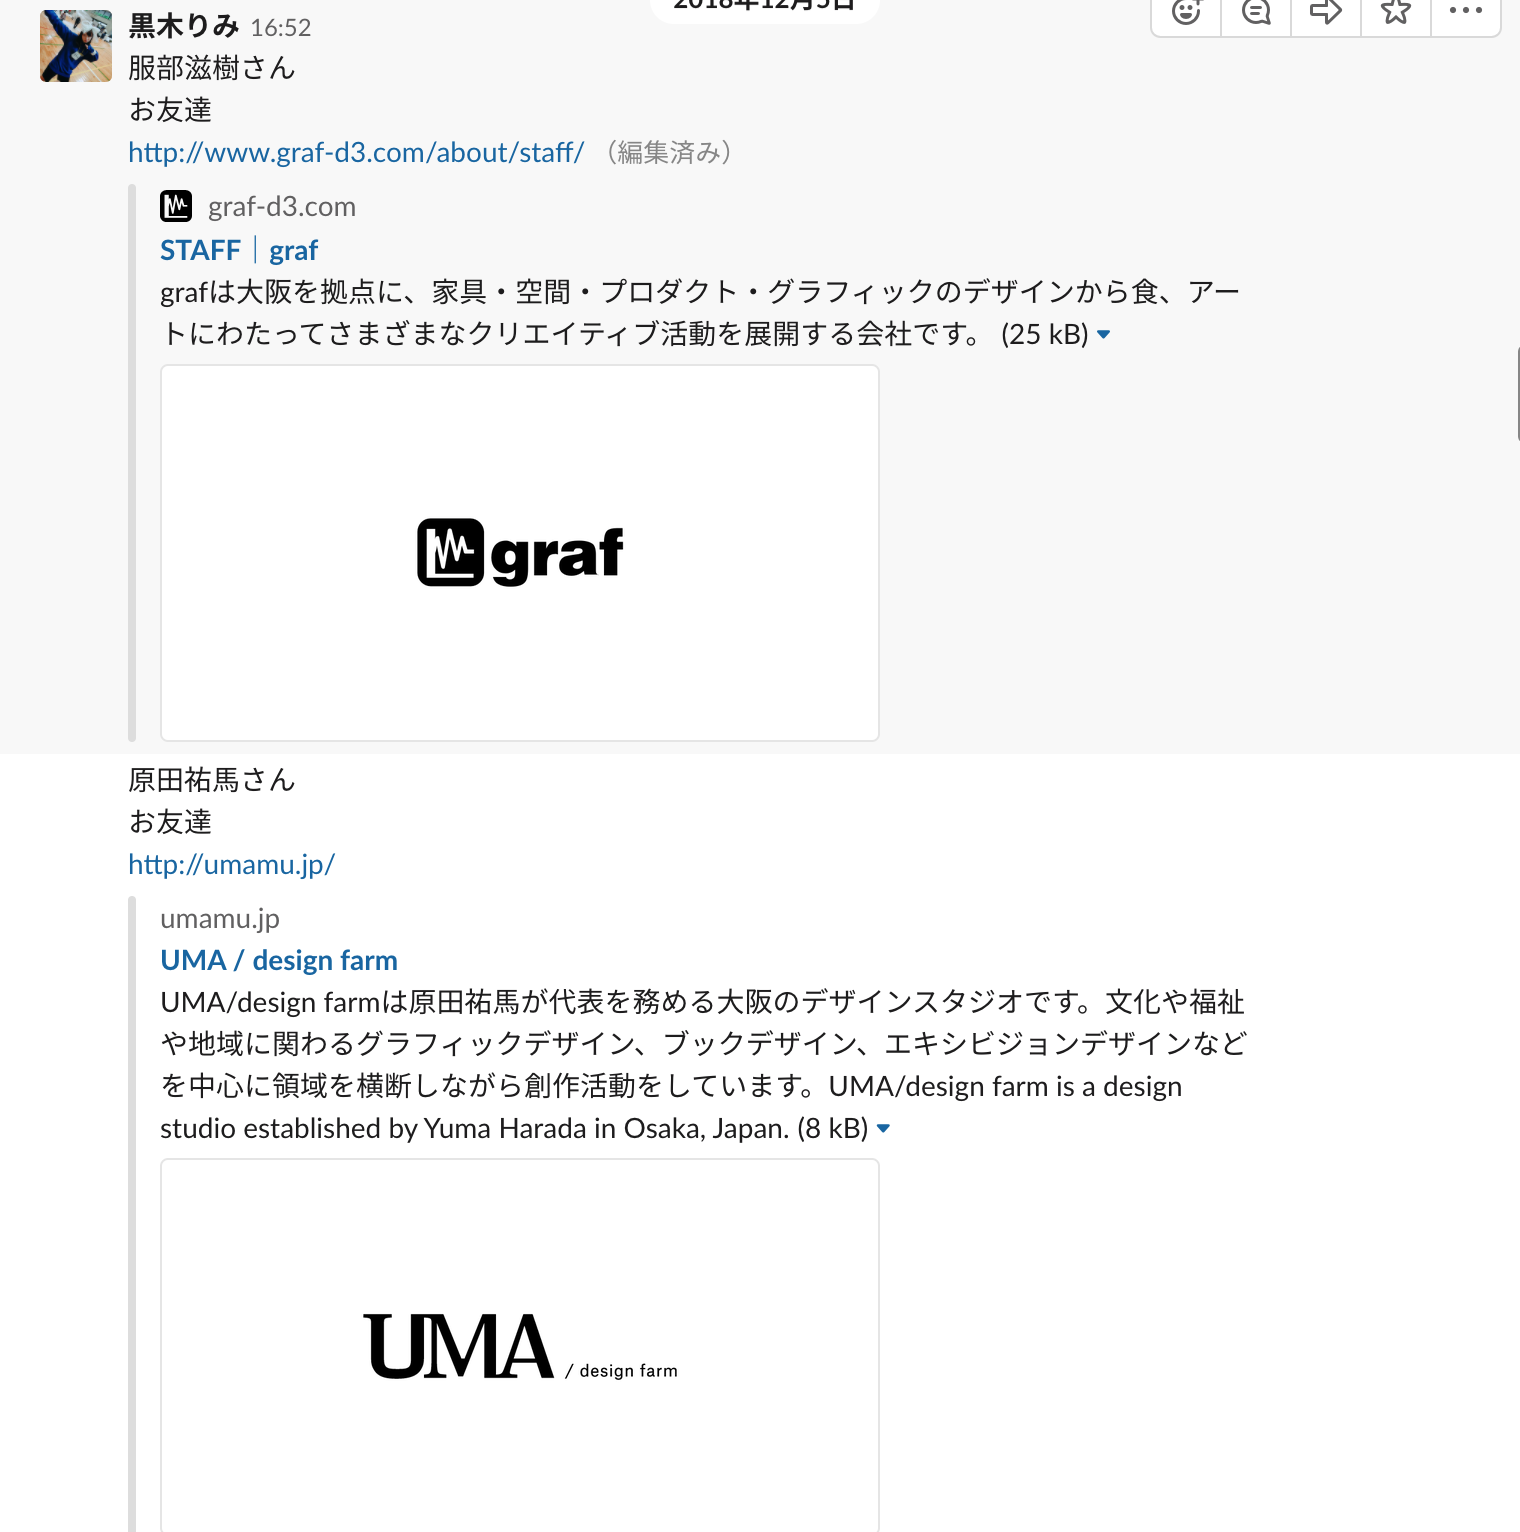 2018年12月5日
黒木りみ 16:52
服部滋樹さん
お友達
http://www.graf-d3.com/about/staff/ （編集済み）
graf-d3.com
STAFF｜graf
grafは大阪を拠点に、家具・空間・プロダクト・グラフィックのデザインから食、アー
トにわたってさまざまなクリエイティブ活動を展開する会社です。 (25 kB)
graf
原田祐馬さん
お友達
http://umamu.jp/
umamu.jp
UMA / design farm
UMA/design farmは原田祐馬が代表を務める大阪のデザインスタジオです。文化や福祉
や地域に関わるグラフィックデザイン、ブックデザイン、エキシビジョンデザインなど
を中心に領域を横断しながら創作活動をしています。UMA/design farm is a design
studio established by Yuma Harada in Osaka, Japan. (8 kB)
UMA / design farm